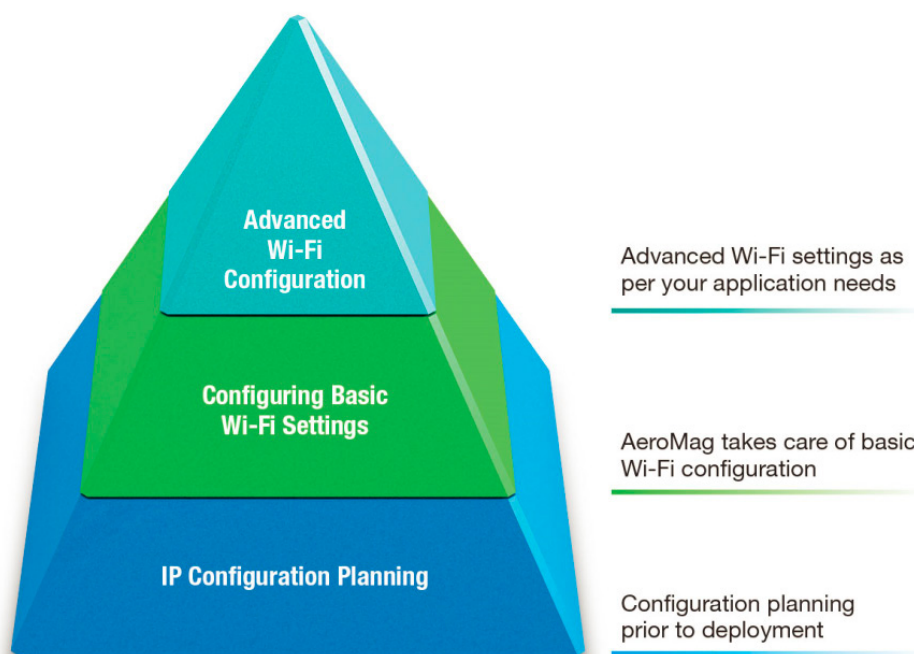 Advanced
Wi-Fi
Configuration
Advanced Wi-Fi settings as
per your application needs
Configuring Basic
Wi-Fi Settings
AeroMag takes care of basic
Wi-Fi configuration
IP Configuration Planning
Configuration planning
prior to deployment